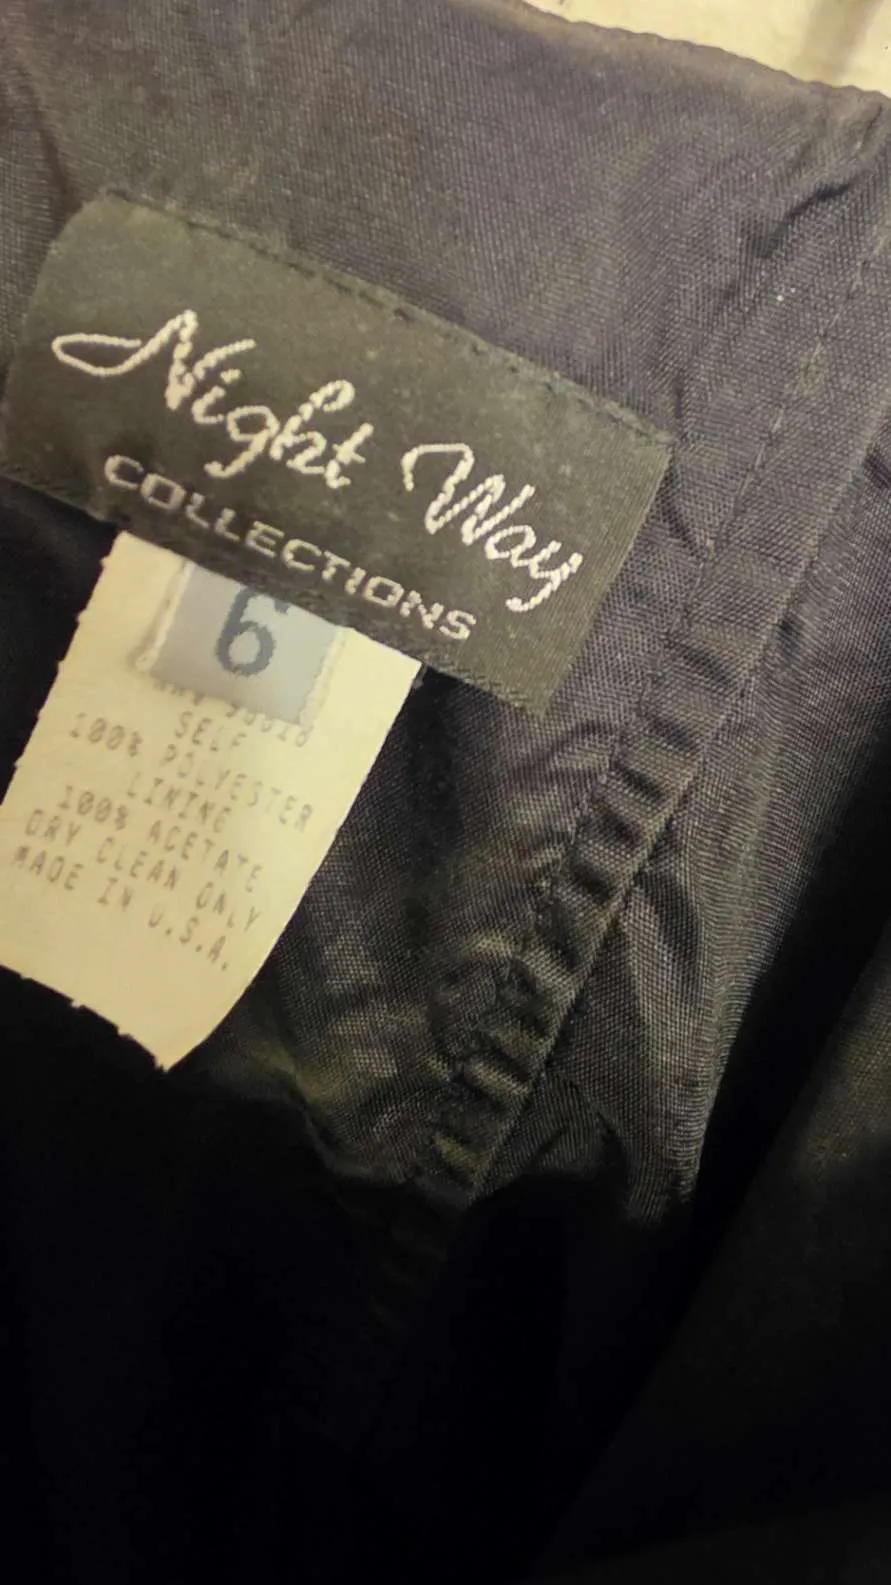 Night Way
COLLECTIONS
6
SELF
100% POLYESTER
LINING
100% ACETATE
DRY CLEAN ONLY
MADE IN U.S.A.